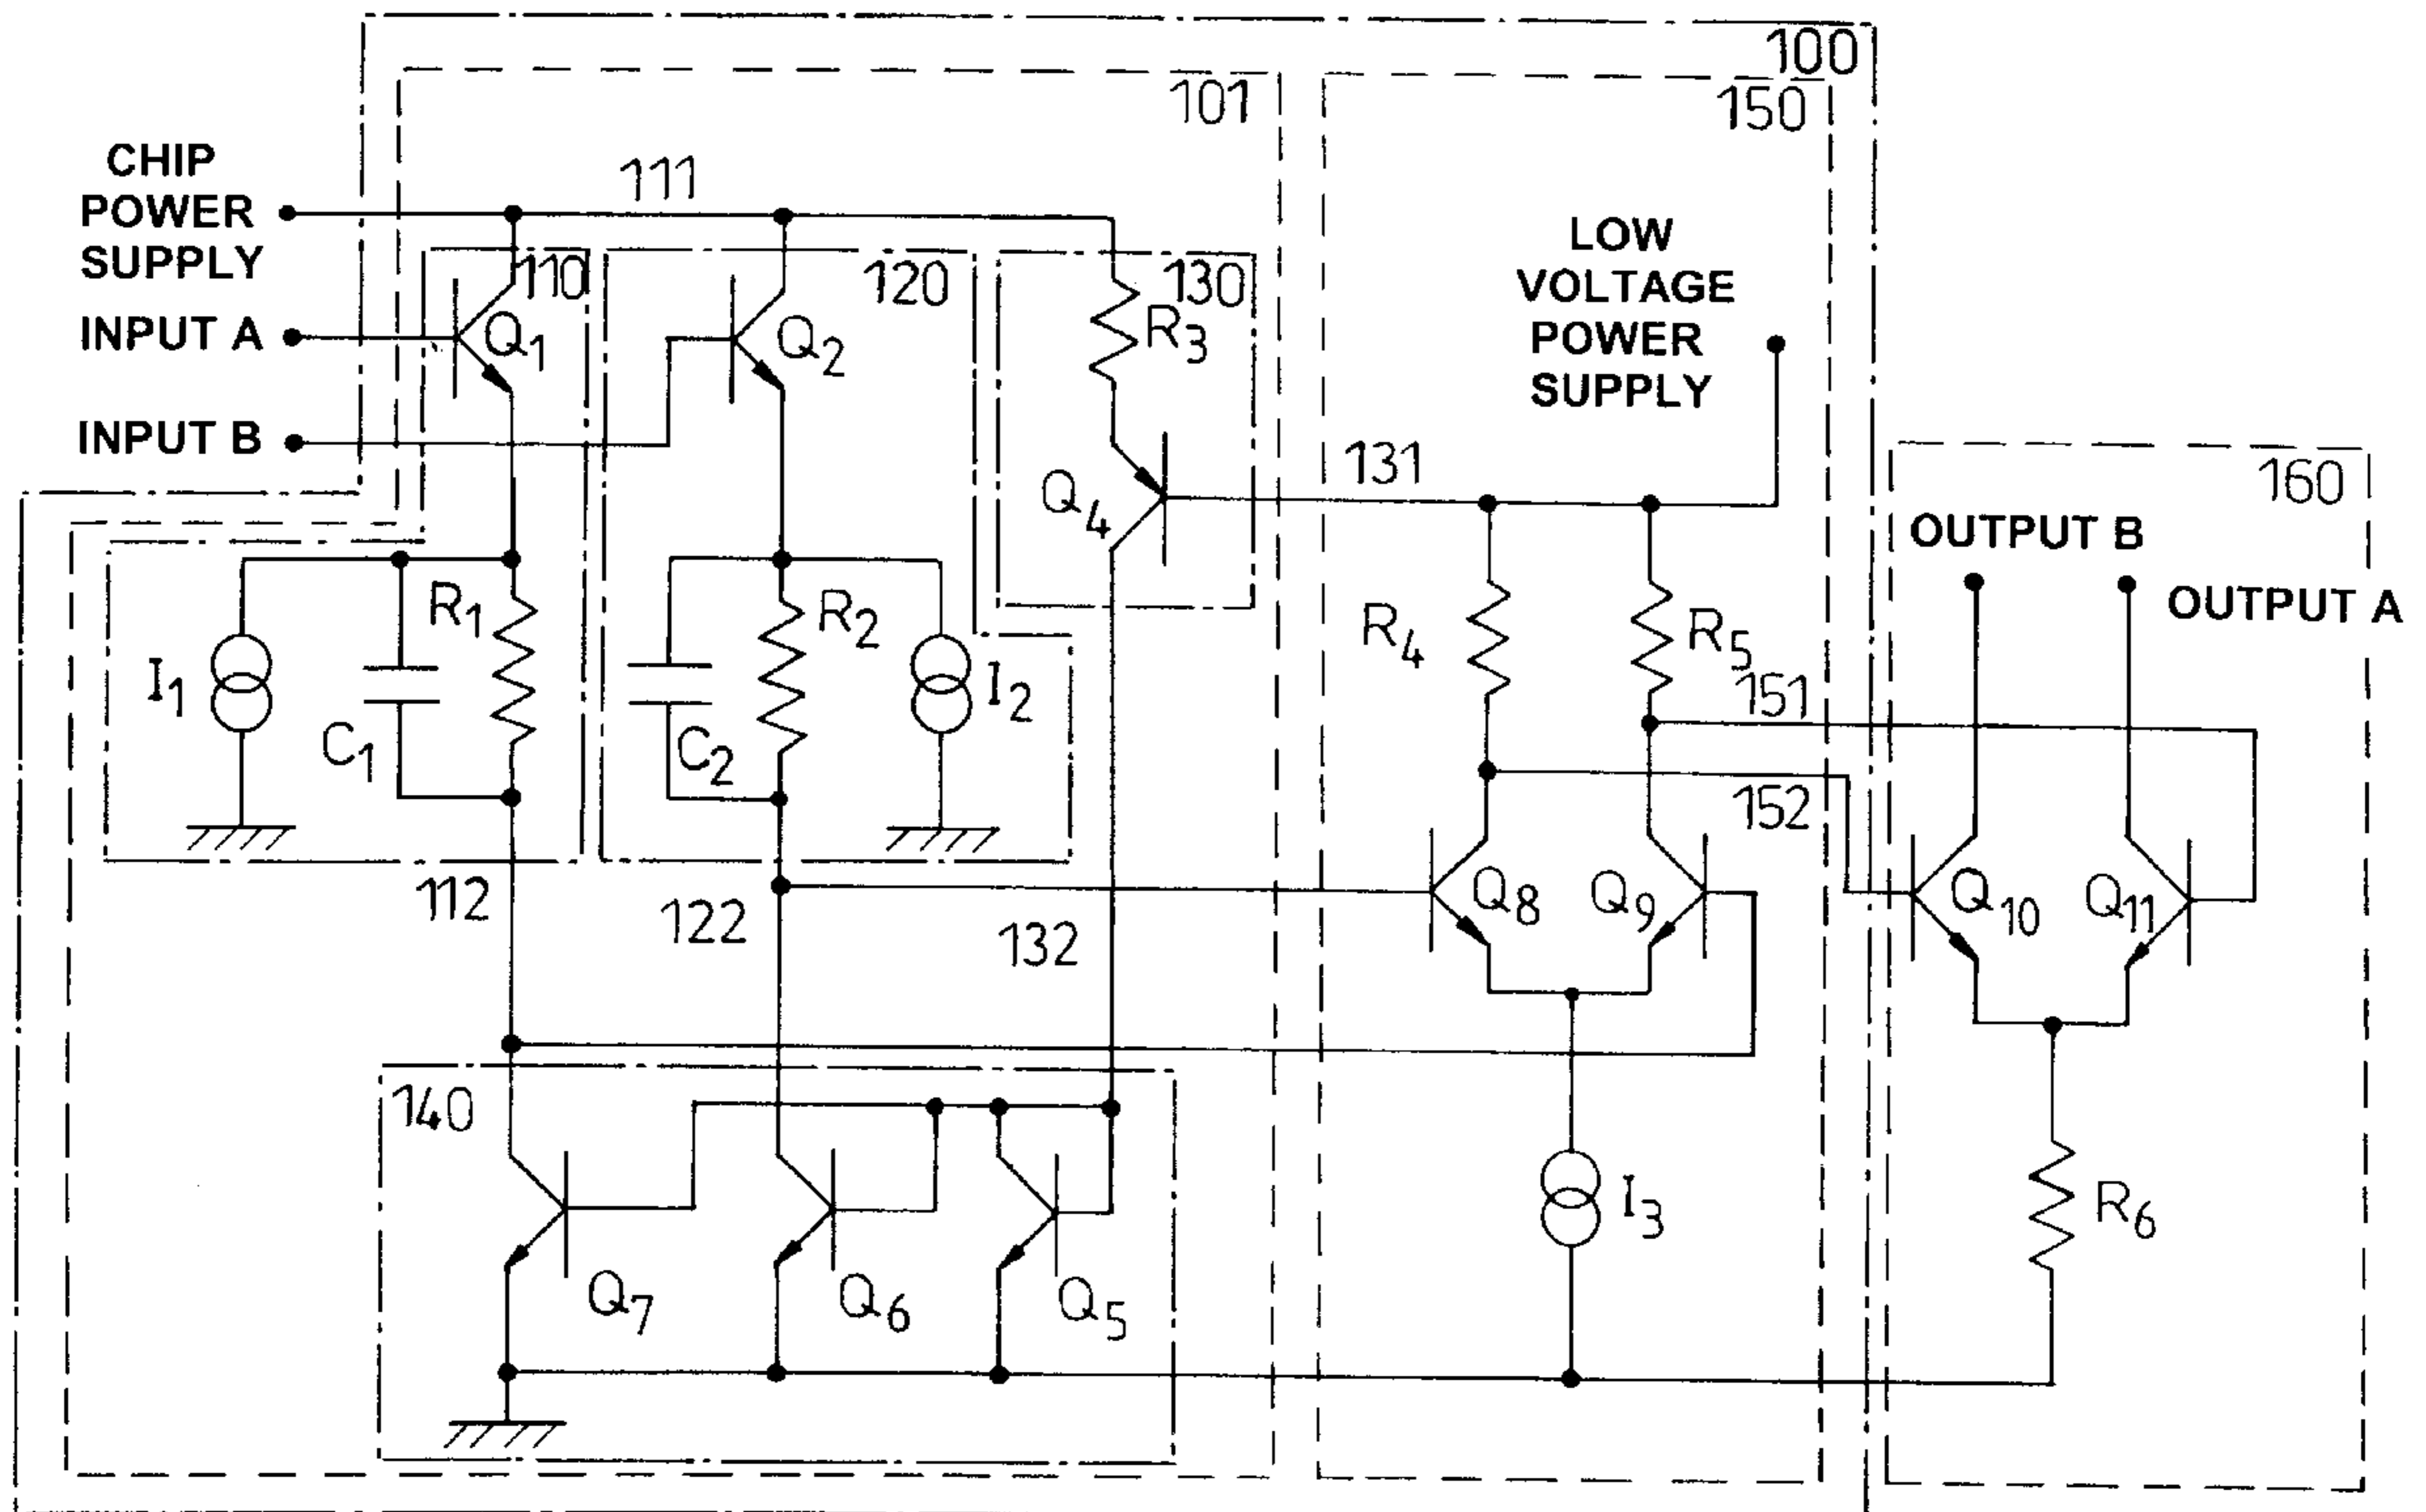 100
101
150
CHIP
POWER
SUPPLY
111
LOW
VOLTAGE
POWER
SUPPLY
110
120
130
INPUT A
Q1
Q2
R3
INPUT B
131
160
Q4
OUTPUT B
OUTPUT A
R1
R2
R4
R5
I1
I2
151
C1
C2
152
112
122
132
Q8
Q9
Q10
Q11
140
I3
R6
Q7
Q6
Q5